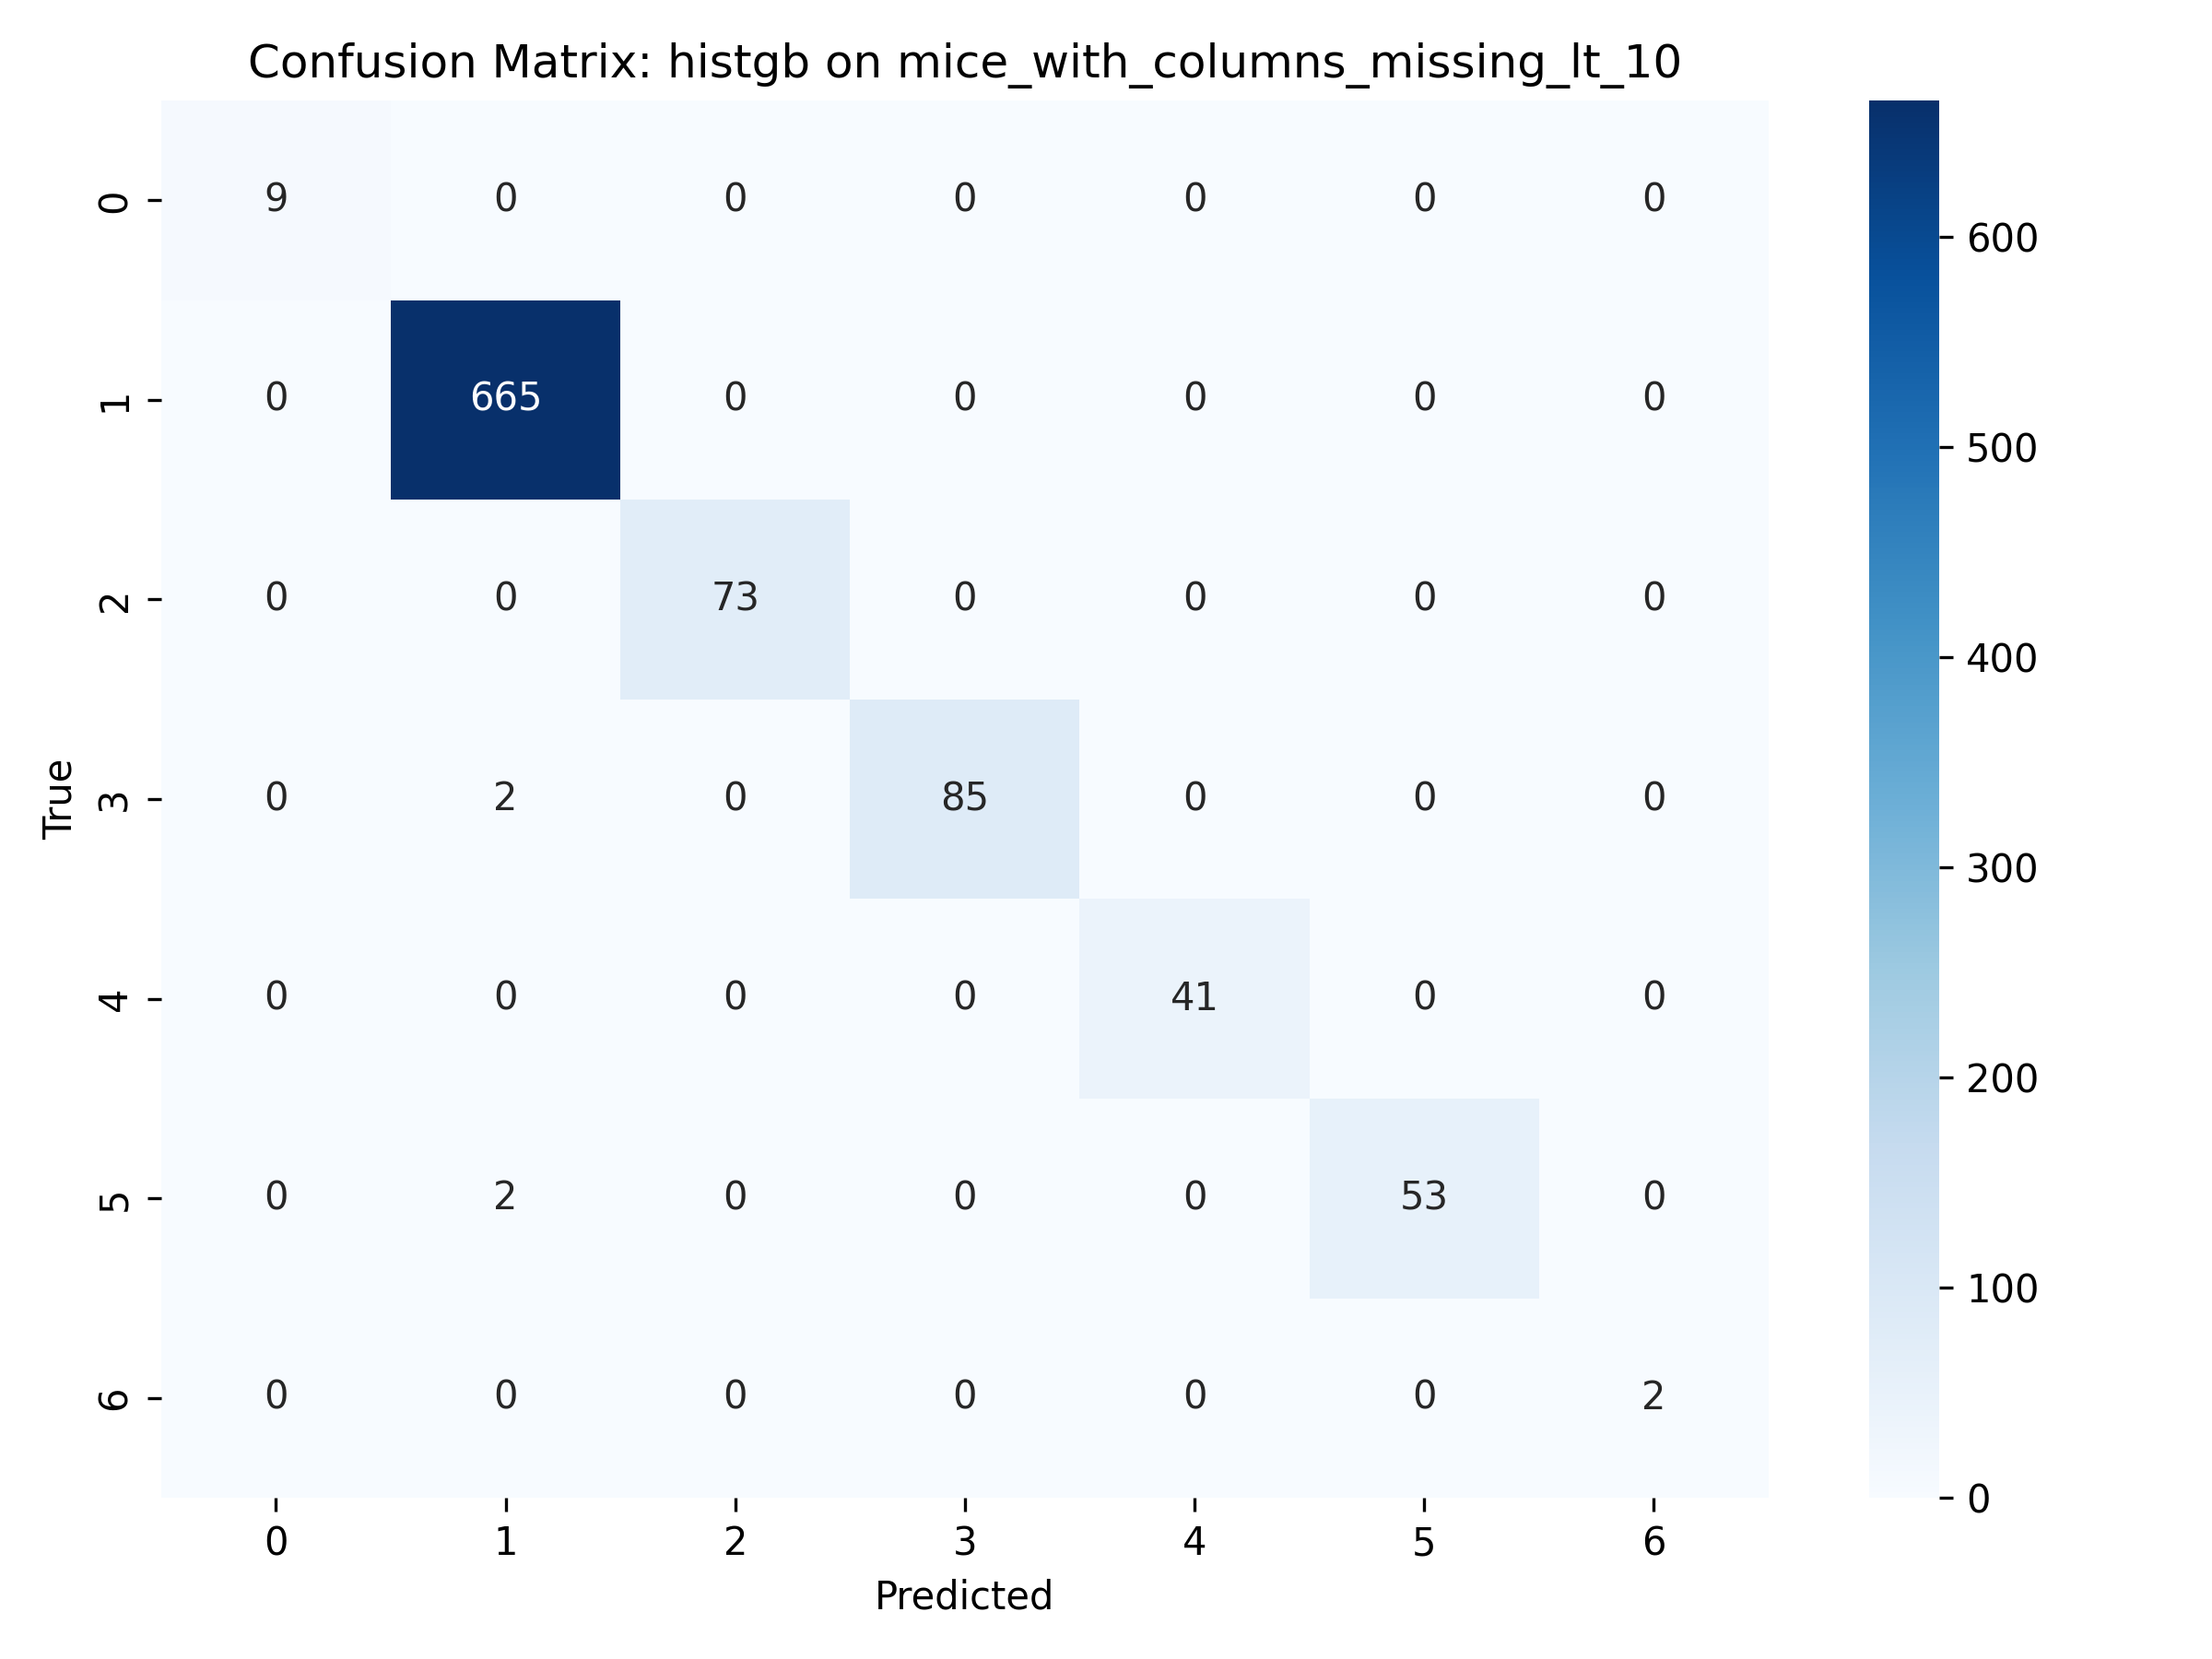 Confusion Matrix: histgb on mice_with_columns_missing_lt_10
0 9 0 0 0 0 0 0
1 0 665 0 0 0 0 0
2 0 0 73 0 0 0 0
3 0 2 0 85 0 0 0
4 0 0 0 0 41 0 0
5 0 2 0 0 0 53 0
6 0 0 0 0 0 0 2
0 1 2 3 4 5 6
Predicted
True
600
500
400
300
200
100
0